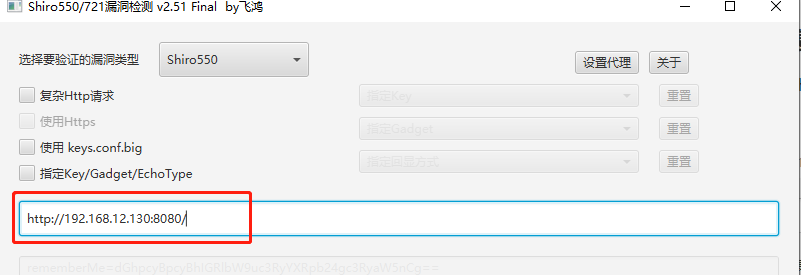 Shiro550/721漏洞检测 v2.51 Final by飞鸿
选择要验证的漏洞类型 Shiro550 设置代理 关于
复杂Http请求 指定Key 重置
使用Https 指定Gadget 重置
使用 keys.conf.big 指定回显方式 重置
指定Key/Gadget/EchoType
http://192.168.12.130:8080/